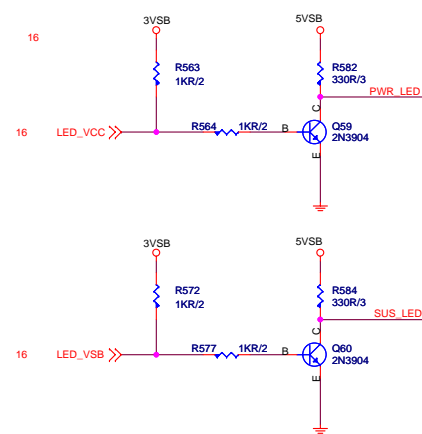 3VSB
5VSB
16
R563
1KR/2
R582
330R/3
PWR_LED
C
16
LED_VCC
R564
1KR/2
B
Q59
2N3904
E
3VSB
5VSB
R572
1KR/2
R584
330R/3
SUS_LED
C
16
LED_VSB
R577
1KR/2
B
Q60
2N3904
E